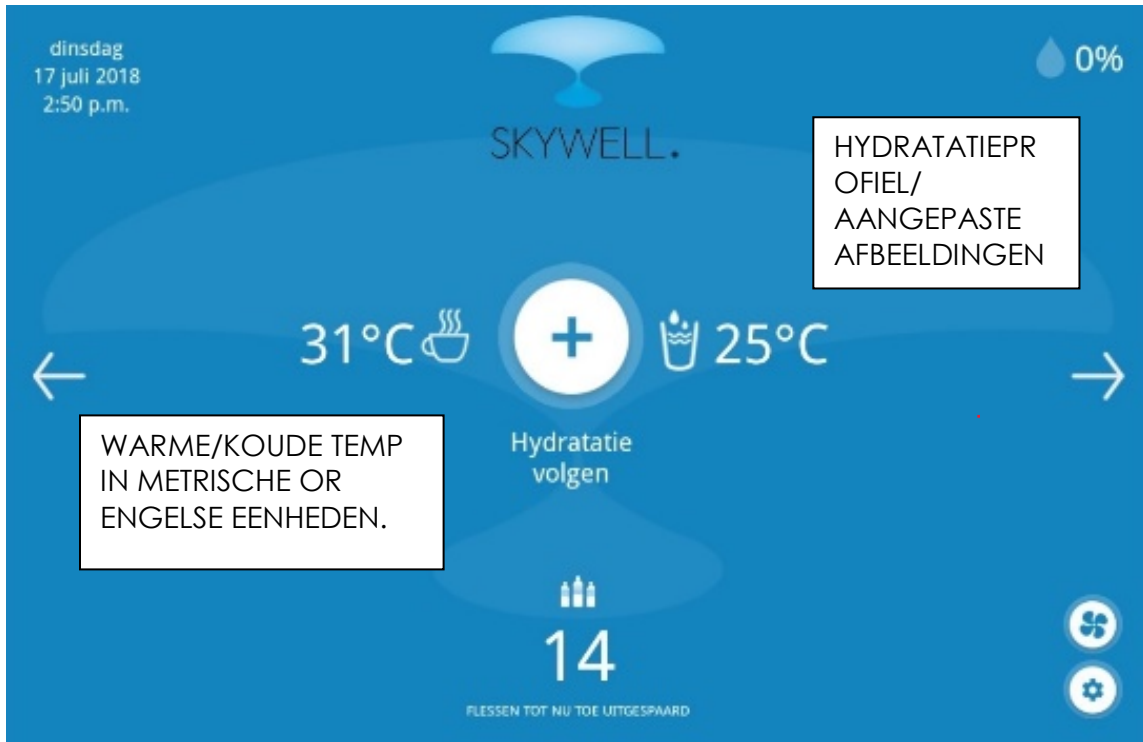 dinsdag
17 juli 2018
2:50 p.m.
0%
SKYWELL.
HYDRATATIEPR
OFIEL/
AANGEPASTE
AFBEELDINGEN
31°C
+
25°C
←
→
WARME/KOUDE TEMP
IN METRISCHE OR
ENGELSE EENHEDEN.
Hydratatie
volgen
14
FLESSEN TOT NU TOE UITGESPAARD